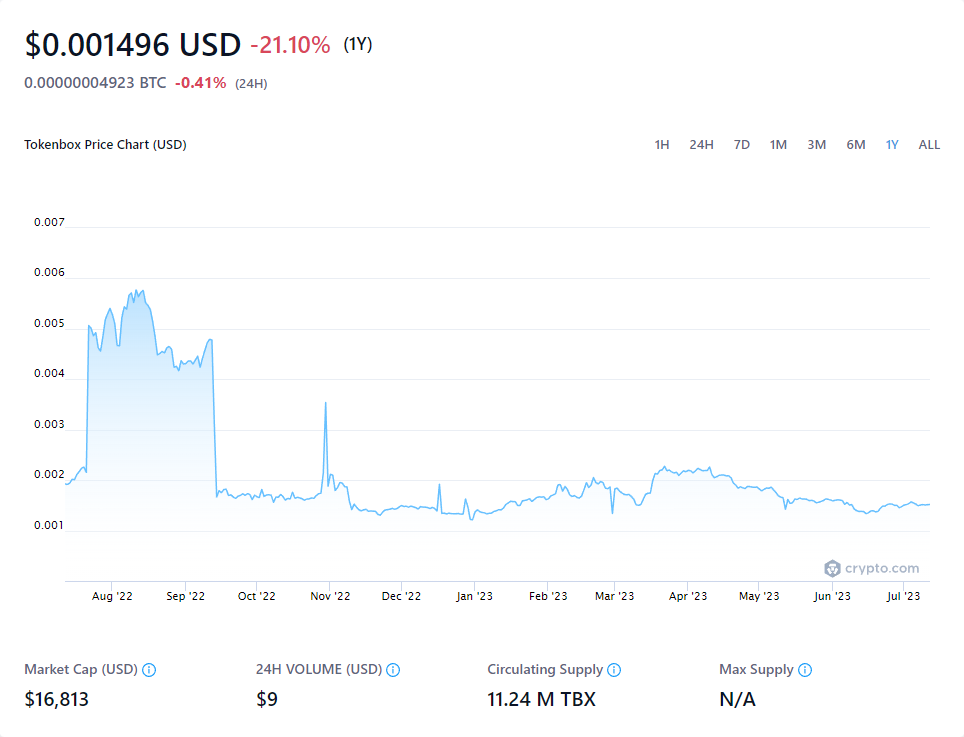 $0.001496 USD -21.10% (1Y)
0.00000004923 BTC -0.41% (24H)
Tokenbox Price Chart (USD) 1H 24H 7D 1M 3M 6M 1Y ALL
0.007
0.006
0.005
0.004
0.003
0.002
0.001
crypto.com
Aug '22 Sep '22 Oct '22 Nov '22 Dec '22 Jan '23 Feb '23 Mar '23 Apr '23 May '23 Jun '23 Jul '23
Market Cap (USD) 24H VOLUME (USD) Circulating Supply Max Supply
$16,813 $9 11.24 M TBX N/A